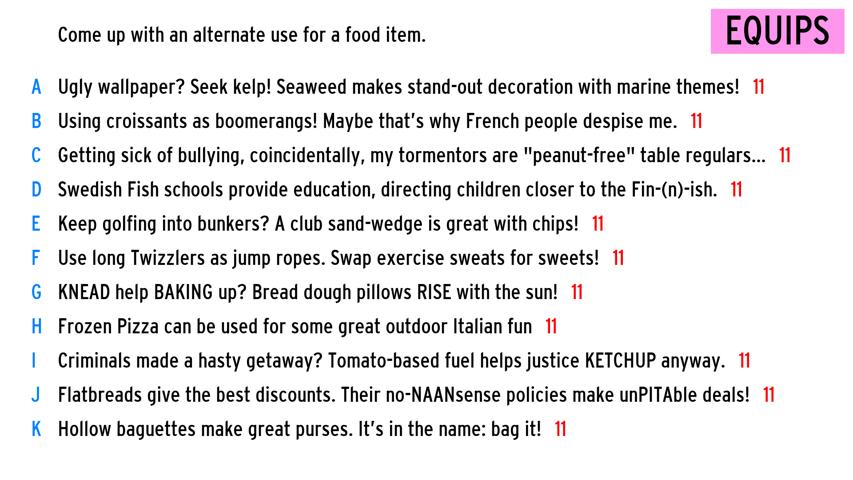 Come up with an alternate use for a food item.
EQUIPS
A Ugly wallpaper? Seek kelp! Seaweed makes stand-out decoration with marine themes! 11
B Using croissants as boomerangs! Maybe that's why French people despise me. 11
C Getting sick of bullying, coincidentally, my tormentors are "peanut-free" table regulars... 11
D Swedish Fish schools provide education, directing children closer to the Fin-(n)-ish. 11
E Keep golfing into bunkers? A club sand-wedge is great with chips! 11
F Use long Twizzlers as jump ropes. Swap exercise sweats for sweets! 11
G KNEAD help BAKING up? Bread dough pillows RISE with the sun! 11
H Frozen Pizza can be used for some great outdoor Italian fun 11
I Criminals made a hasty getaway? Tomato-based fuel helps justice KETCHUP anyway. 11
J Flatbreads give the best discounts. Their no-NAANsense policies make unPITAble deals! 11
K Hollow baguettes make great purses. It's in the name: bag it! 11